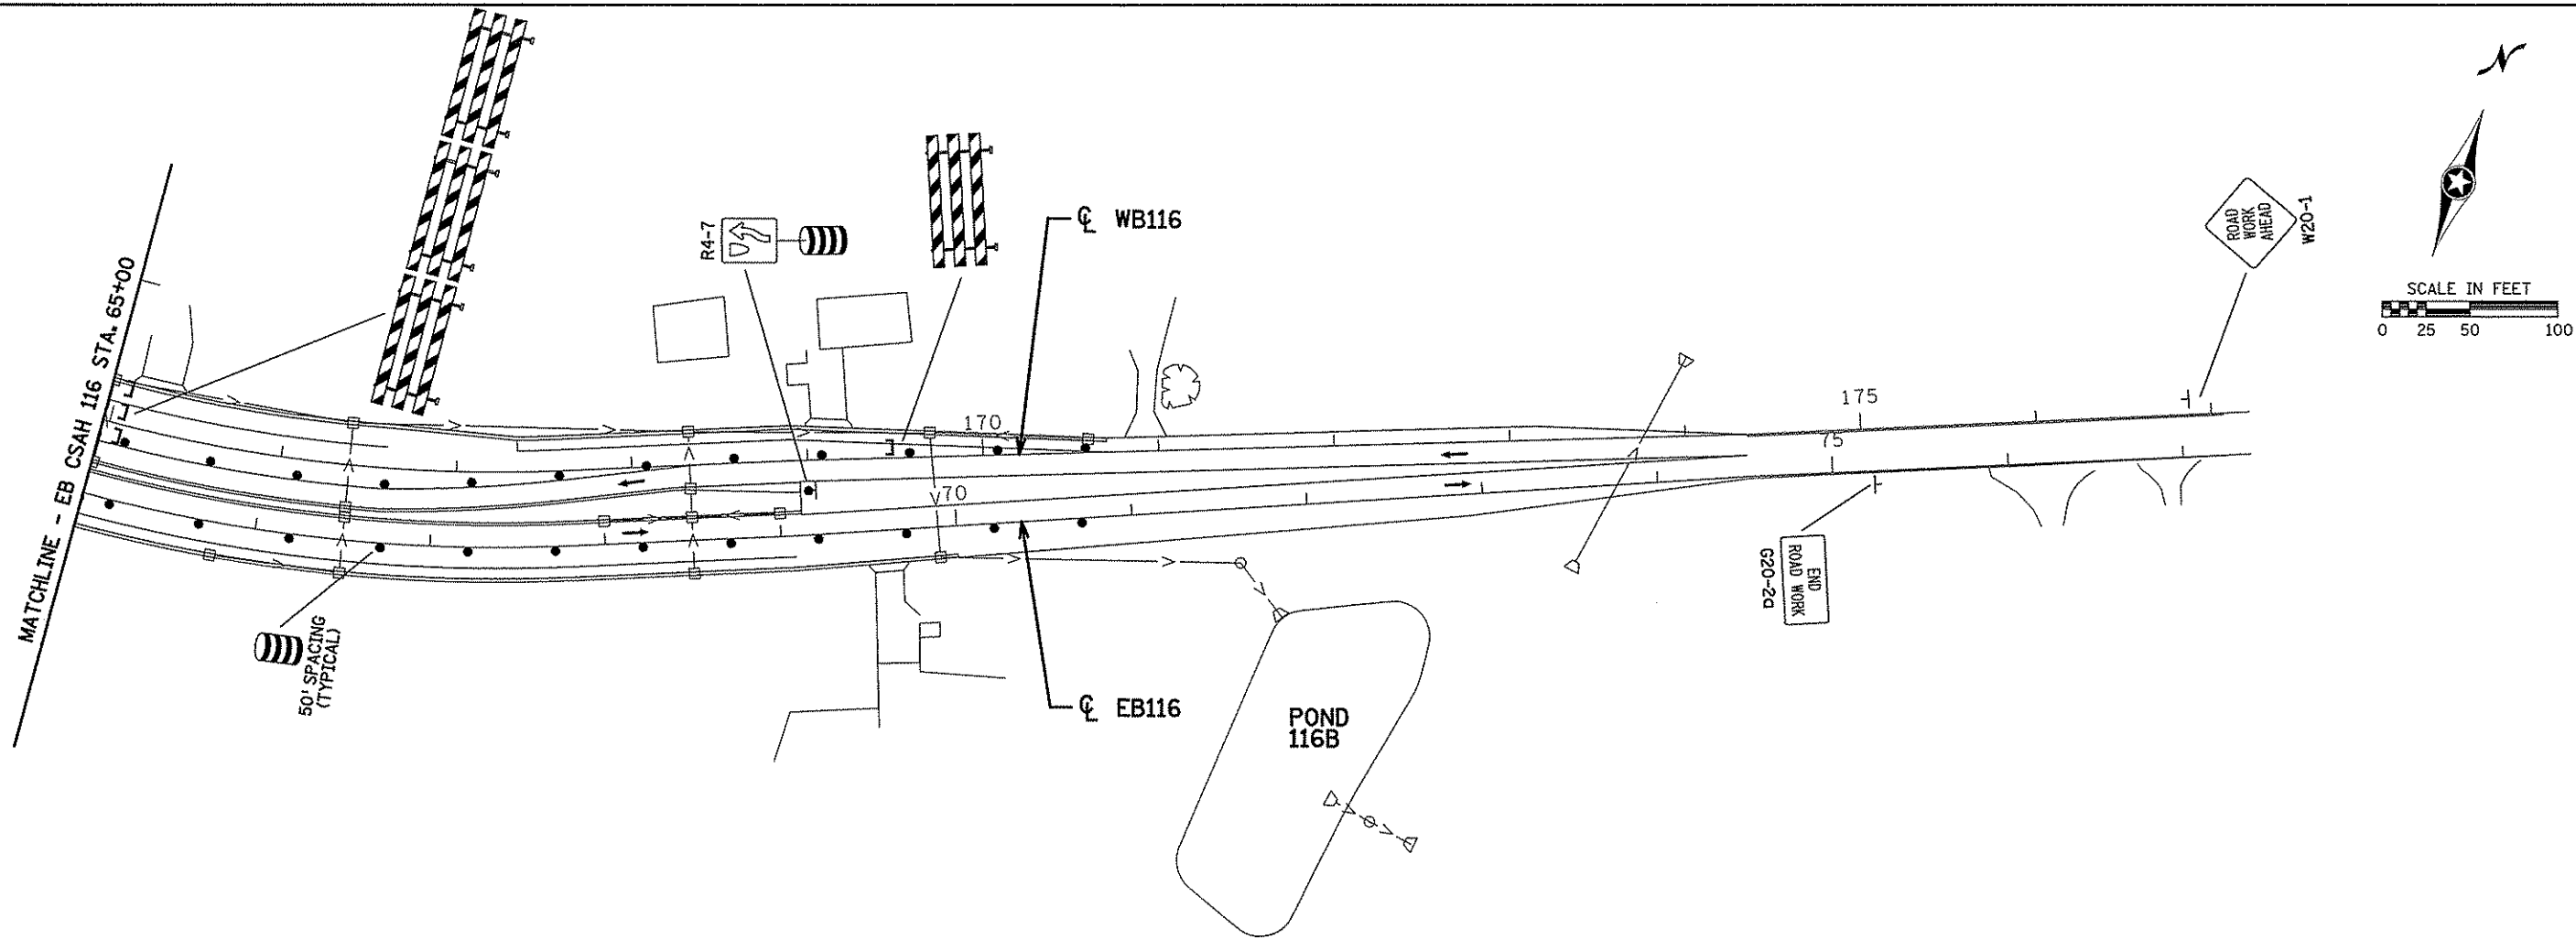 N
MATCHLINE - EB CSAH 116 STA. 65+00
R4-7
℄ WB116
ROAD
WORK
AHEAD
W20-1
SCALE IN FEET
0 25 50 100
170
175
75
70
END
ROAD WORK
G20-2a
50' SPACING
(TYPICAL)
℄ EB116
POND
116B